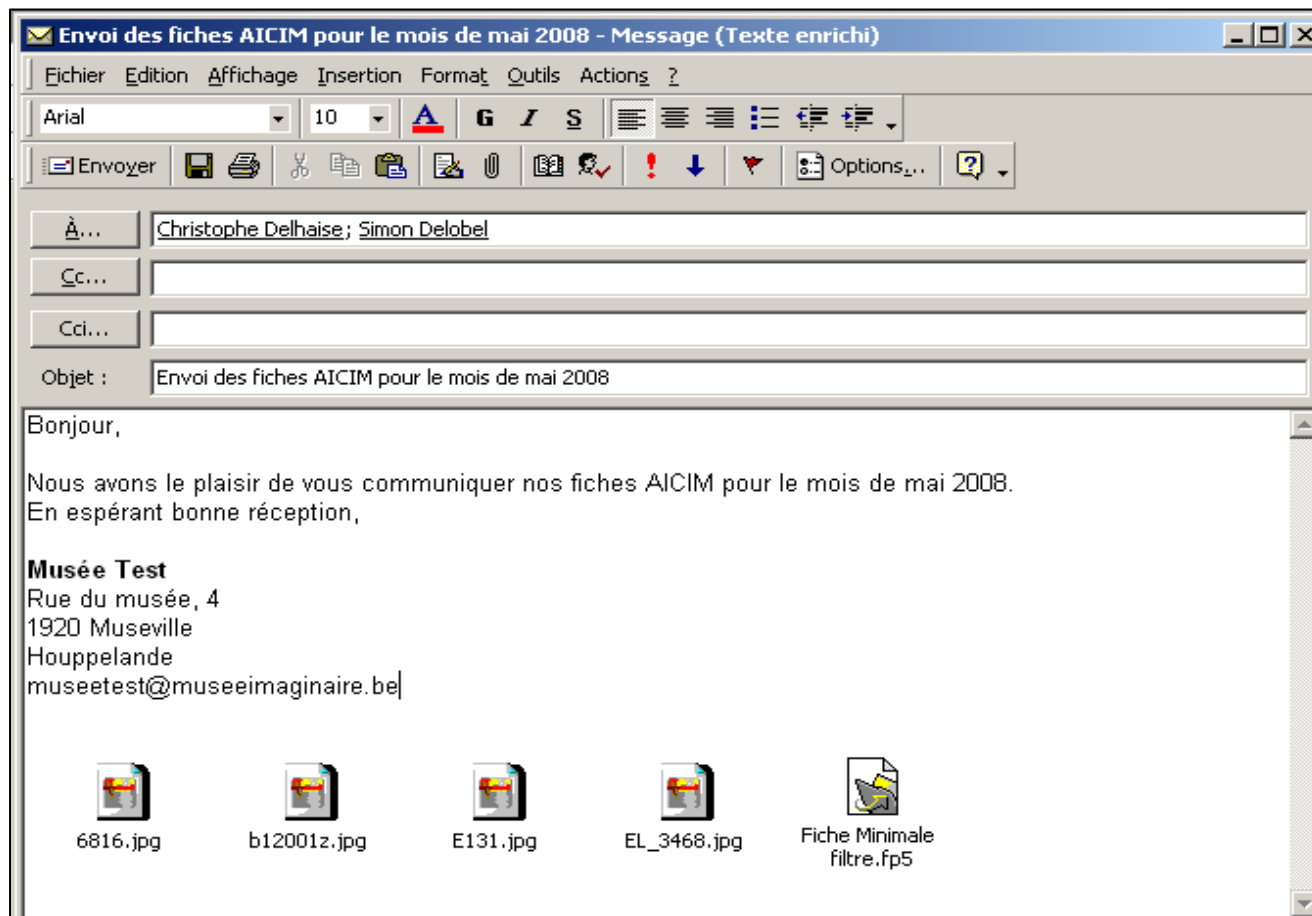 Envoi des fiches AICIM pour le mois de mai 2008 - Message (Texte enrichi)
Fichier Edition Affichage Insertion Format Outils Actions ?
Arial 10 A G I S
Envoyer Options...
À... Christophe Delhaise; Simon Delobel
Cc...
Cci...
Objet : Envoi des fiches AICIM pour le mois de mai 2008
Bonjour,
Nous avons le plaisir de vous communiquer nos fiches AICIM pour le mois de mai 2008.
En espérant bonne réception,
Musée Test
Rue du musée, 4
1920 Museville
Houppelande
museetest@museeimaginaire.be
6816.jpg b12001z.jpg E131.jpg EL_3468.jpg Fiche Minimale
filtre.fp5